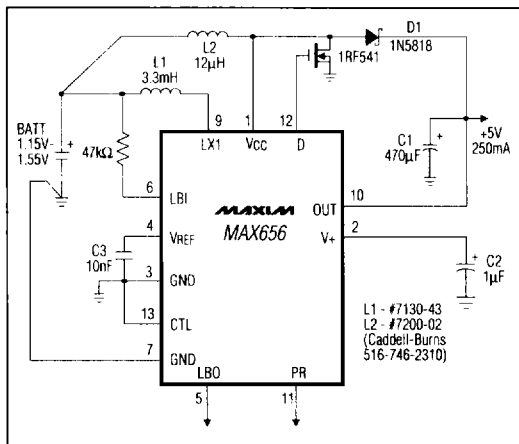 L2
12µH
D1
1N5818
1RF541
L1
3.3mH
BATT
1.15V-
1.55V
+
47kΩ
9
1
12
LX1
VCC
D
C1
470µF
+
+5V
250mA
6
LBI
MAXIM
MAX656
OUT
10
V+
2
4
VREF
C3
10nF
3
GND
+
C2
1µF
13
CTL
7
GND
L1 - #7130-43
L2 - #7200-02
(Caddell-Burns
516-746-2310)
LBO
PR
5
11